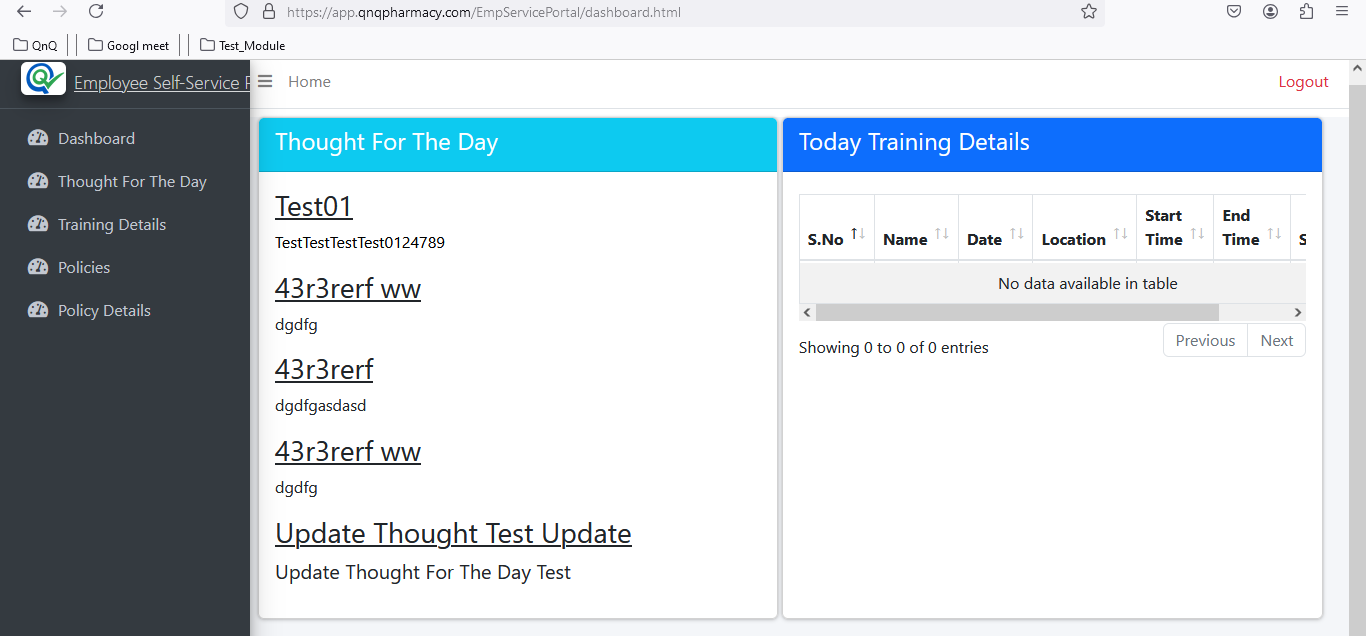 https://app.qnqpharmacy.com/EmpServicePortal/dashboard.html
QnQ
Googl meet
Test_Module
Employee Self-Service
Home
Logout
Dashboard
Thought For The Day
Training Details
Policies
Policy Details
Thought For The Day
Test01
TestTestTestTest0124789
43r3rerf ww
dgdfg
43r3rerf
dgdfgasdasd
43r3rerf ww
dgdfg
Update Thought Test Update
Update Thought For The Day Test
Today Training Details
S.No Name Date Location Start Time End Time S
No data available in table
Showing 0 to 0 of 0 entries
Previous Next